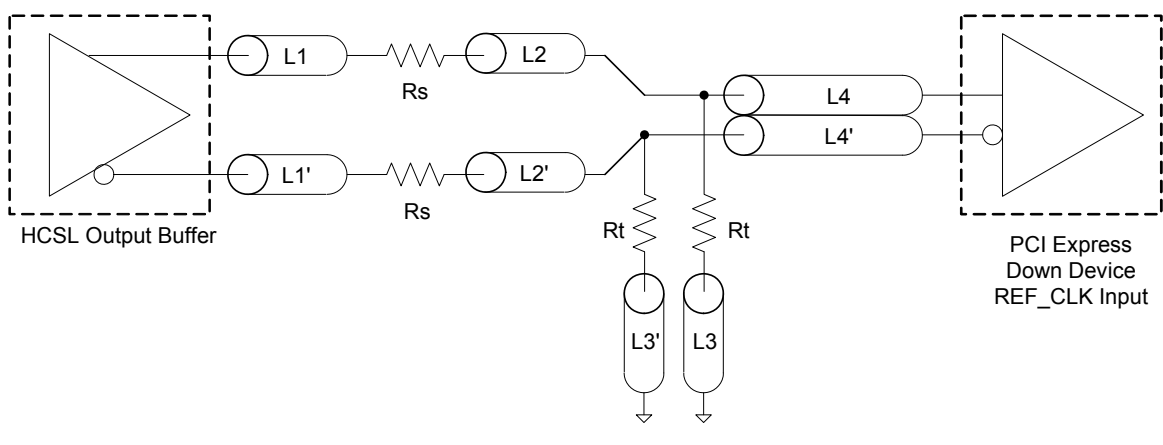 L1
Rs
L2
L4
L4'
L1'
Rs
L2'
HCSL Output Buffer
Rt
Rt
L3'
L3
PCI Express
Down Device
REF_CLK Input